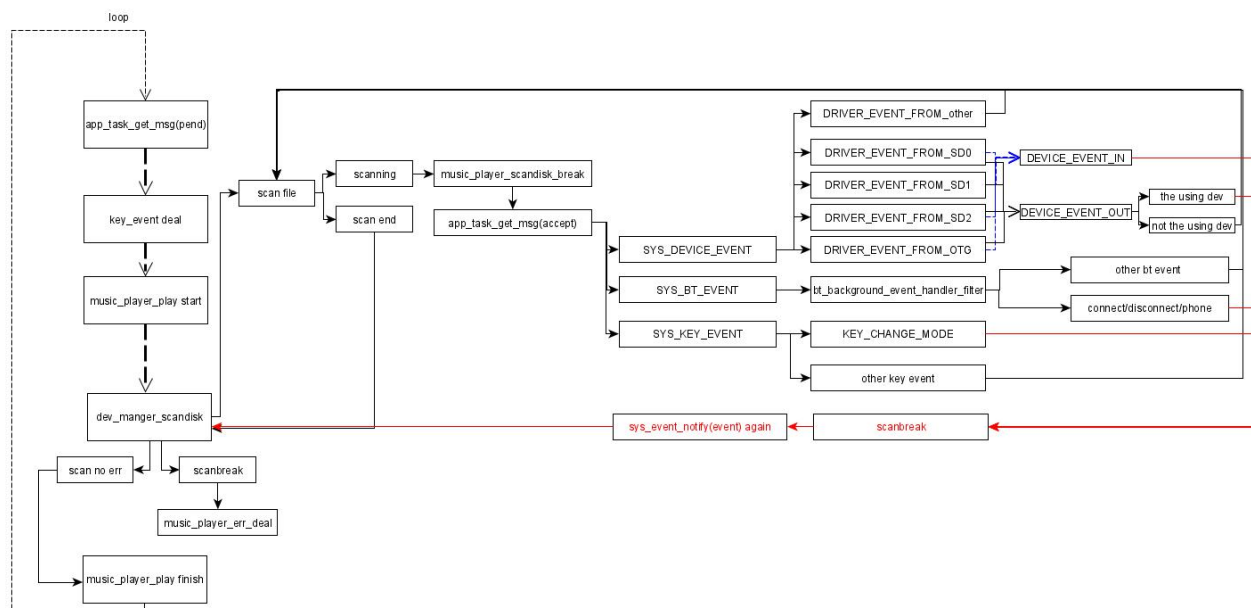 loop
app_task_get_msg(pend)
key_event deal
music_player_play start
dev_manger_scandisk
scan no err
scanbreak
music_player_err_deal
music_player_play finish
scan file
scanning
scan end
music_player_scandisk_break
app_task_get_msg(accept)
SYS_DEVICE_EVENT
SYS_BT_EVENT
SYS_KEY_EVENT
DRIVER_EVENT_FROM_other
DRIVER_EVENT_FROM_SD0
DRIVER_EVENT_FROM_SD1
DRIVER_EVENT_FROM_SD2
DRIVER_EVENT_FROM_OTG
bt_background_event_handler_filter
KEY_CHANGE_MODE
other key event
DEVICE_EVENT_IN
DEVICE_EVENT_OUT
the using dev
not the using dev
other bt event
connect/disconnect/phone
sys_event_notify(event) again
scanbreak